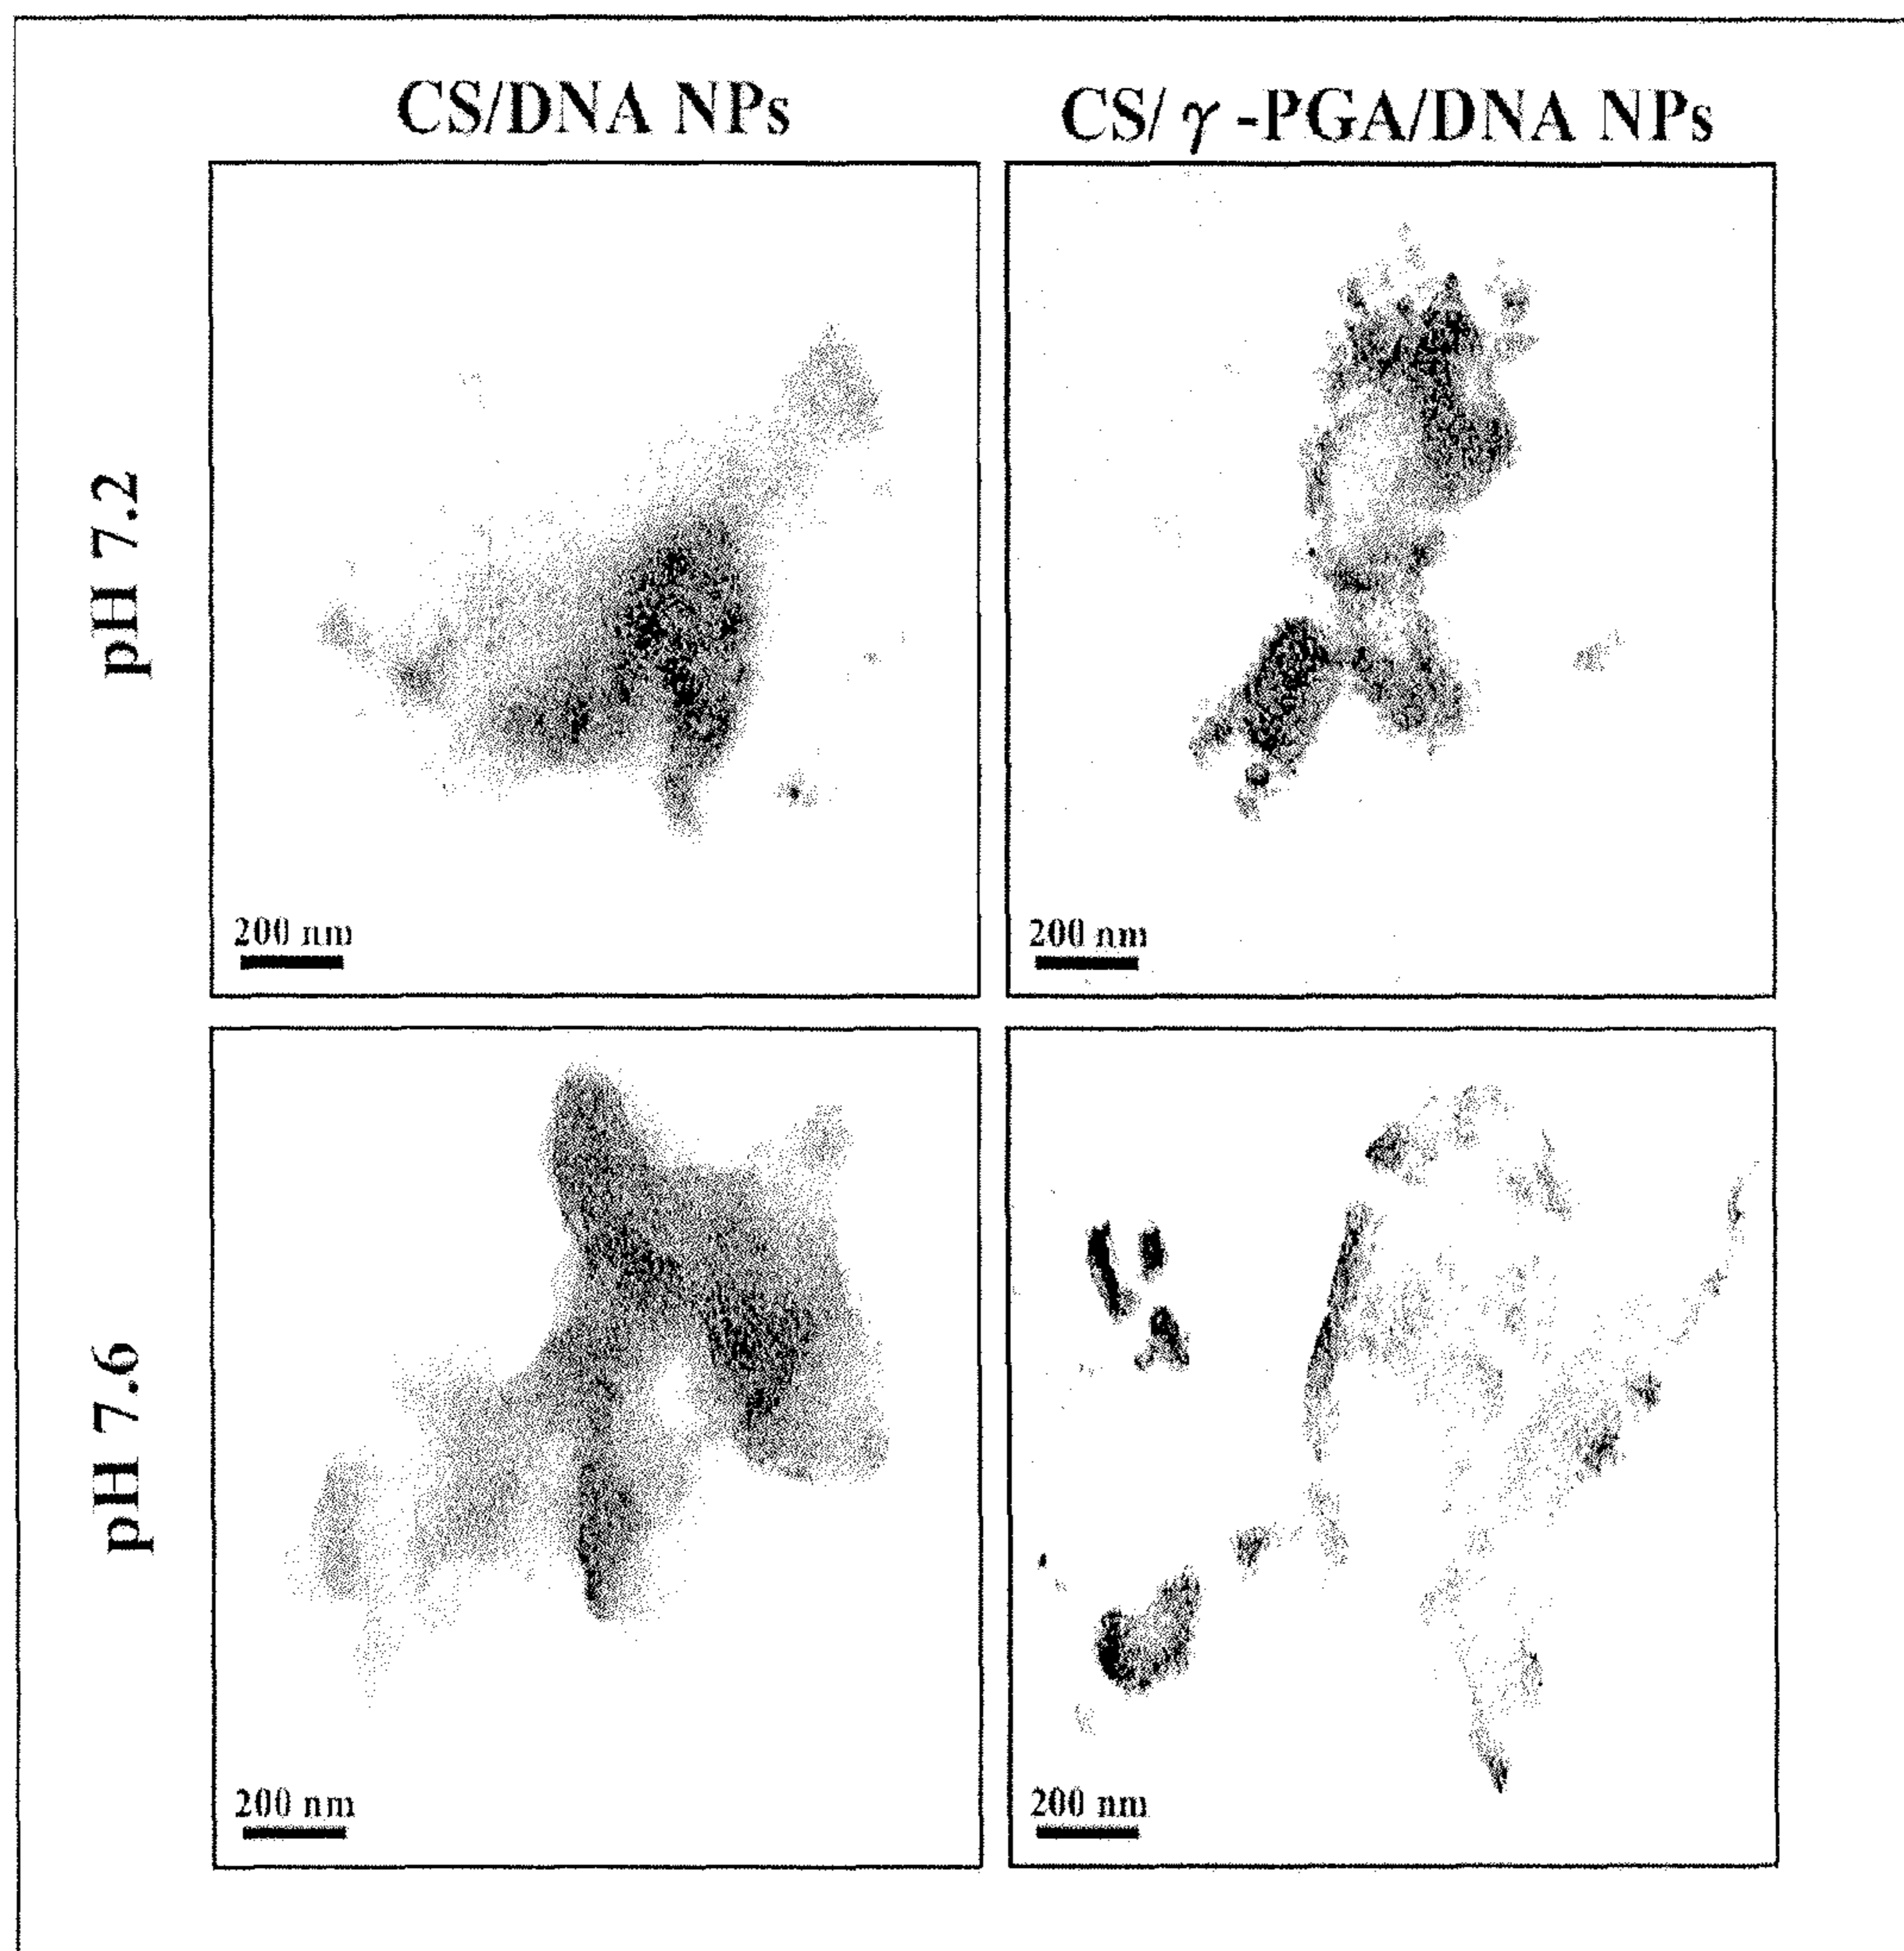 CS/DNA NPs
CS/ γ -PGA/DNA NPs
pH 7.2
200 nm
200 nm
pH 7.6
200 nm
200 nm